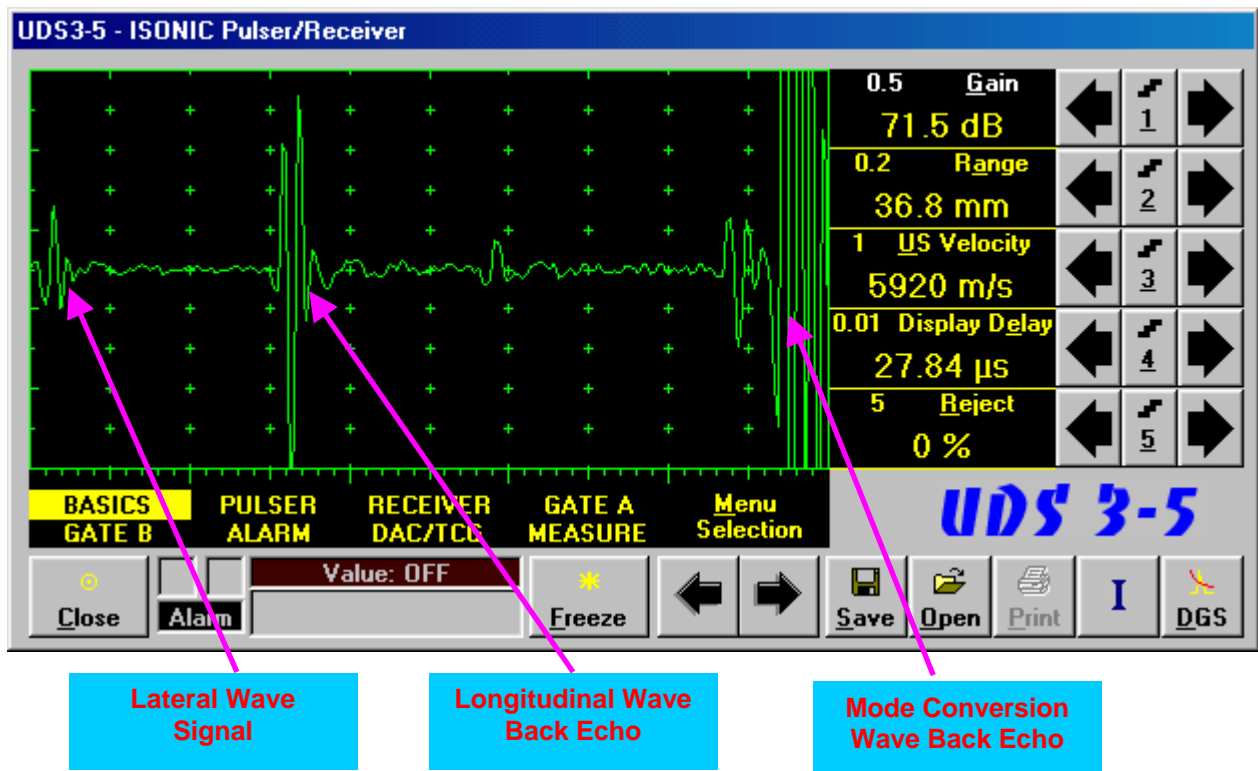 UDS3-5 - ISONIC Pulser/Receiver
0.5 Gain
71.5 dB
1
0.2 Range
36.8 mm
2
1 US Velocity
5920 m/s
3
0.01 Display Delay
27.84 µs
4
5 Reject
0 %
5
BASICS PULSER RECEIVER GATE A Menu
GATE B ALARM DAC/TCG MEASURE Selection
UDS 3-5
Value: OFF
Close Alarm Freeze Save Open Print I DGS
Lateral Wave
Signal
Longitudinal Wave
Back Echo
Mode Conversion
Wave Back Echo